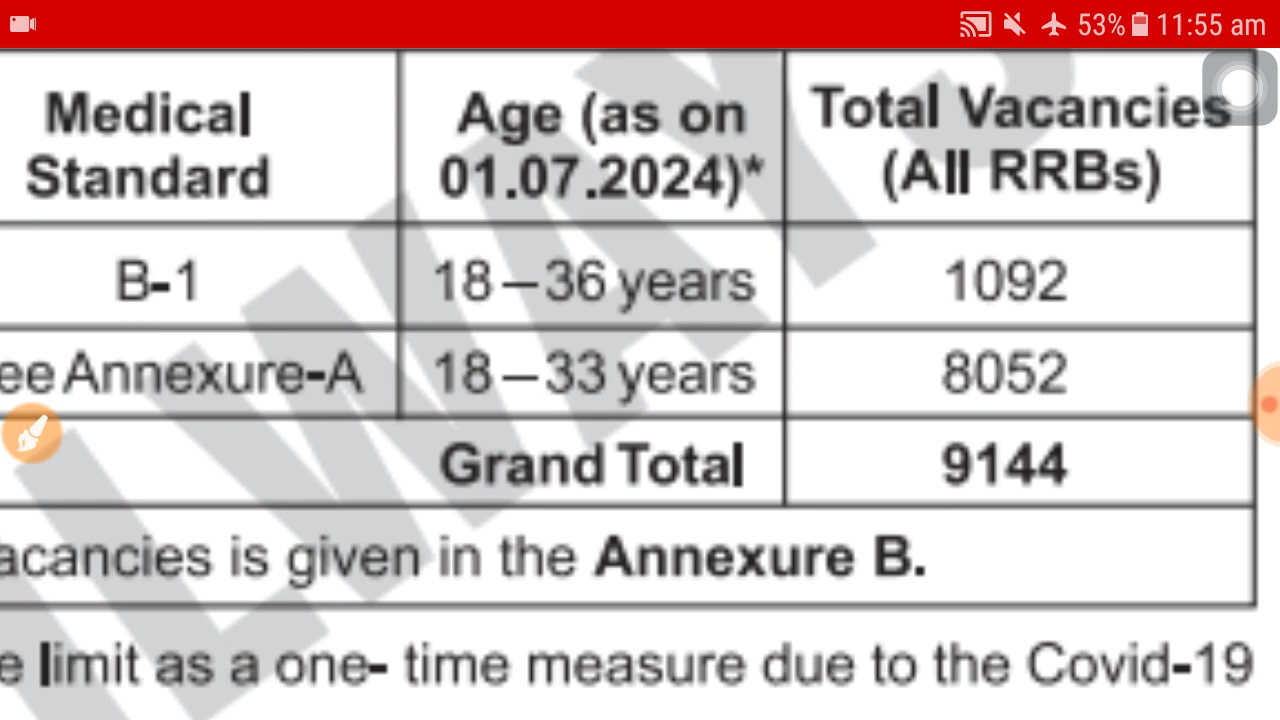 53% 11:55 am
Medical Standard Age (as on 01.07.2024)* Total Vacancies (All RRBs)
B-1 18–36 years 1092
ee Annexure-A 18–33 years 8052
Grand Total 9144
acancies is given in the Annexure B.
e limit as a one- time measure due to the Covid-19